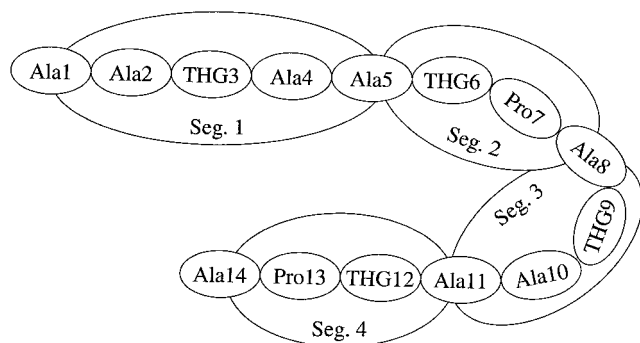 Ala1 Ala2 THG3 Ala4 Ala5 THG6
Pro7
Seg. 1
Seg. 2
Ala8
Seg. 3
THG9
Ala14 Pro13 THG12 Ala11 Ala10
Seg. 4